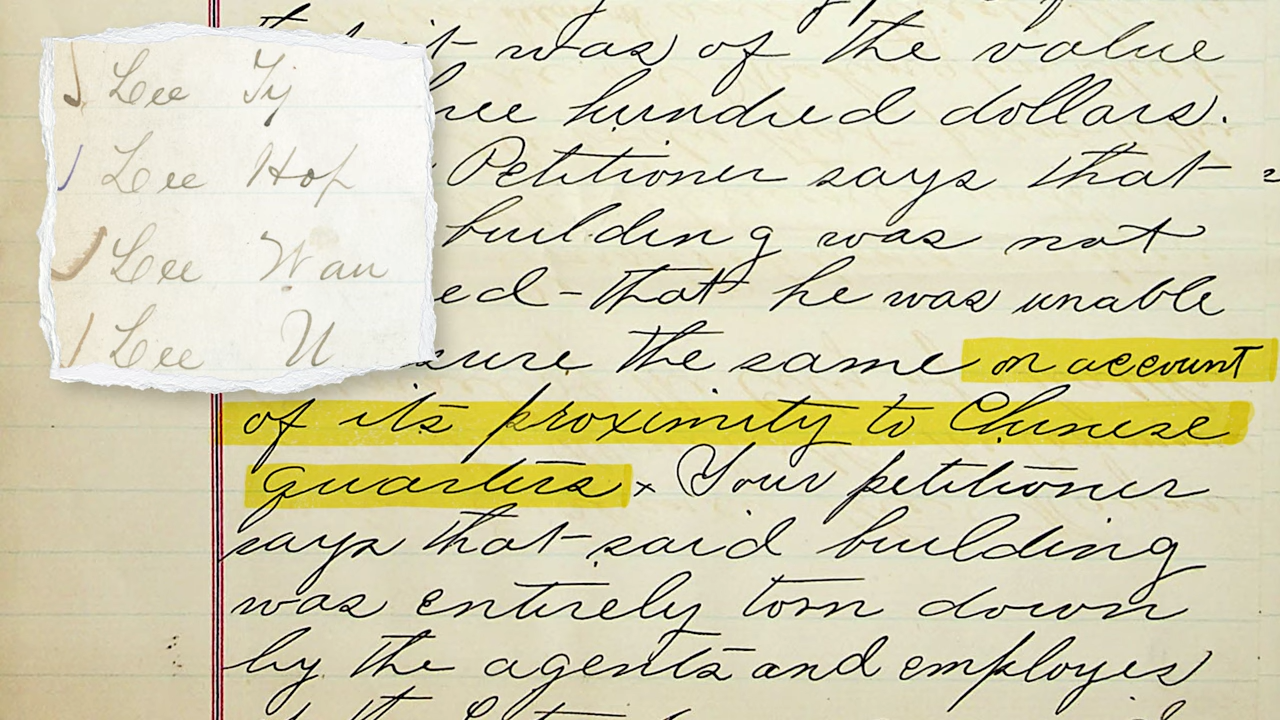 Lee Ty
Lee Hop
Lee Wau
Lee U
it was of the value
hundred dollars.
Petitioner says that
building was not
ed - that he was unable
sure the same on account
of its proximity to Chinese
quarters x Your petitioner
says that said building
was entirely torn down
by the agents and employes